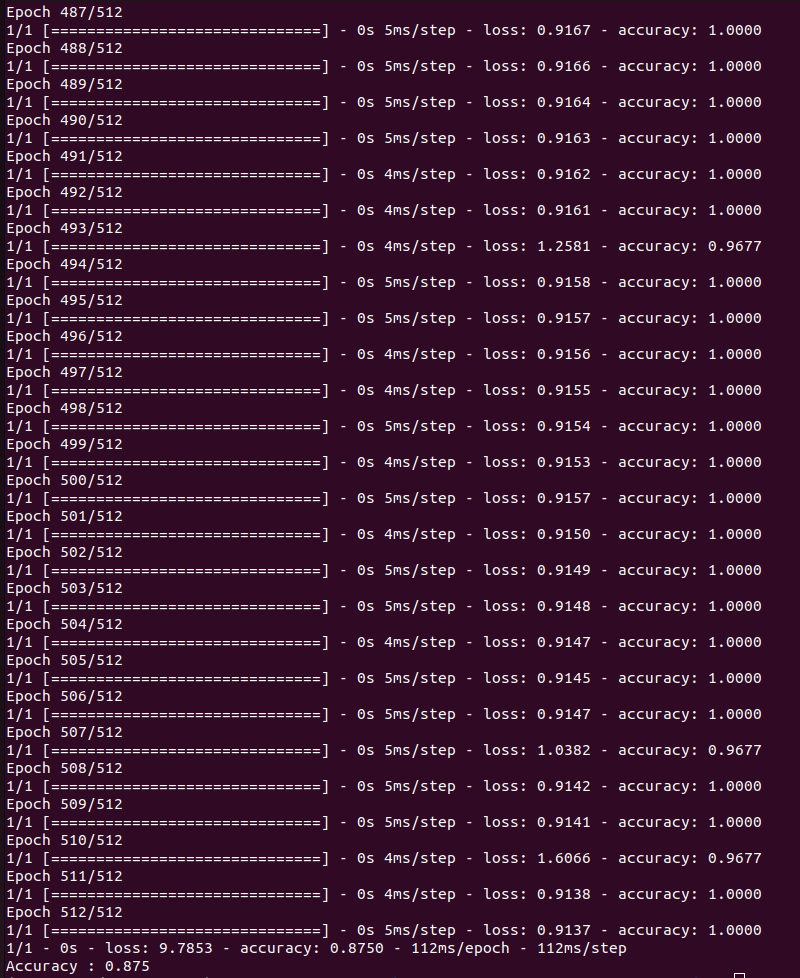 Epoch 487/512
1/1 [==============================] - 0s 5ms/step - loss: 0.9167 - accuracy: 1.0000
Epoch 488/512
1/1 [==============================] - 0s 5ms/step - loss: 0.9166 - accuracy: 1.0000
Epoch 489/512
1/1 [==============================] - 0s 5ms/step - loss: 0.9164 - accuracy: 1.0000
Epoch 490/512
1/1 [==============================] - 0s 5ms/step - loss: 0.9163 - accuracy: 1.0000
Epoch 491/512
1/1 [==============================] - 0s 4ms/step - loss: 0.9162 - accuracy: 1.0000
Epoch 492/512
1/1 [==============================] - 0s 4ms/step - loss: 0.9161 - accuracy: 1.0000
Epoch 493/512
1/1 [==============================] - 0s 4ms/step - loss: 1.2581 - accuracy: 0.9677
Epoch 494/512
1/1 [==============================] - 0s 5ms/step - loss: 0.9158 - accuracy: 1.0000
Epoch 495/512
1/1 [==============================] - 0s 5ms/step - loss: 0.9157 - accuracy: 1.0000
Epoch 496/512
1/1 [==============================] - 0s 4ms/step - loss: 0.9156 - accuracy: 1.0000
Epoch 497/512
1/1 [==============================] - 0s 4ms/step - loss: 0.9155 - accuracy: 1.0000
Epoch 498/512
1/1 [==============================] - 0s 5ms/step - loss: 0.9154 - accuracy: 1.0000
Epoch 499/512
1/1 [==============================] - 0s 4ms/step - loss: 0.9153 - accuracy: 1.0000
Epoch 500/512
1/1 [==============================] - 0s 5ms/step - loss: 0.9157 - accuracy: 1.0000
Epoch 501/512
1/1 [==============================] - 0s 4ms/step - loss: 0.9150 - accuracy: 1.0000
Epoch 502/512
1/1 [==============================] - 0s 5ms/step - loss: 0.9149 - accuracy: 1.0000
Epoch 503/512
1/1 [==============================] - 0s 5ms/step - loss: 0.9148 - accuracy: 1.0000
Epoch 504/512
1/1 [==============================] - 0s 4ms/step - loss: 0.9147 - accuracy: 1.0000
Epoch 505/512
1/1 [==============================] - 0s 5ms/step - loss: 0.9145 - accuracy: 1.0000
Epoch 506/512
1/1 [==============================] - 0s 5ms/step - loss: 0.9147 - accuracy: 1.0000
Epoch 507/512
1/1 [==============================] - 0s 5ms/step - loss: 1.0382 - accuracy: 0.9677
Epoch 508/512
1/1 [==============================] - 0s 5ms/step - loss: 0.9142 - accuracy: 1.0000
Epoch 509/512
1/1 [==============================] - 0s 5ms/step - loss: 0.9141 - accuracy: 1.0000
Epoch 510/512
1/1 [==============================] - 0s 4ms/step - loss: 1.6066 - accuracy: 0.9677
Epoch 511/512
1/1 [==============================] - 0s 4ms/step - loss: 0.9138 - accuracy: 1.0000
Epoch 512/512
1/1 [==============================] - 0s 5ms/step - loss: 0.9137 - accuracy: 1.0000
1/1 - 0s - loss: 9.7853 - accuracy: 0.8750 - 112ms/epoch - 112ms/step
Accuracy : 0.875